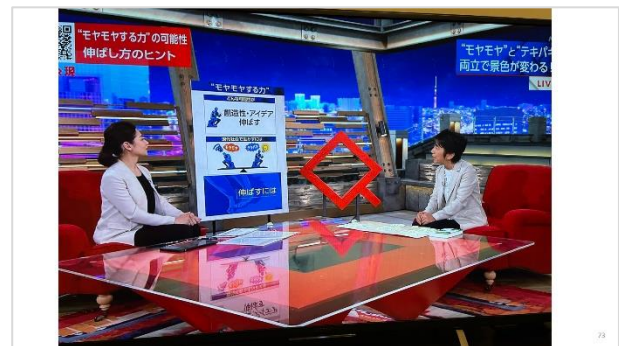 "モヤモヤする力"の可能性
伸ばし方のヒント
"モヤモヤ"と"テキパキ
両立で景色が変わる!
LIV
"モヤモヤする力"
創造性・アイデア
伸ばす
伸ばすには
73